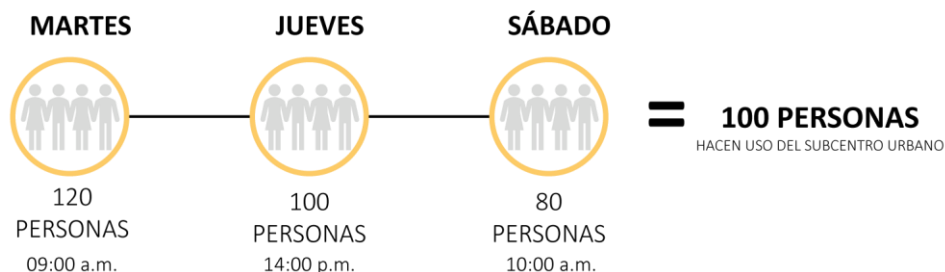 MARTES
JUEVES
SÁBADO
=
100 PERSONAS
HACEN USO DEL SUBCENTRO URBANO
120
PERSONAS
09:00 a.m.
100
PERSONAS
14:00 p.m.
80
PERSONAS
10:00 a.m.